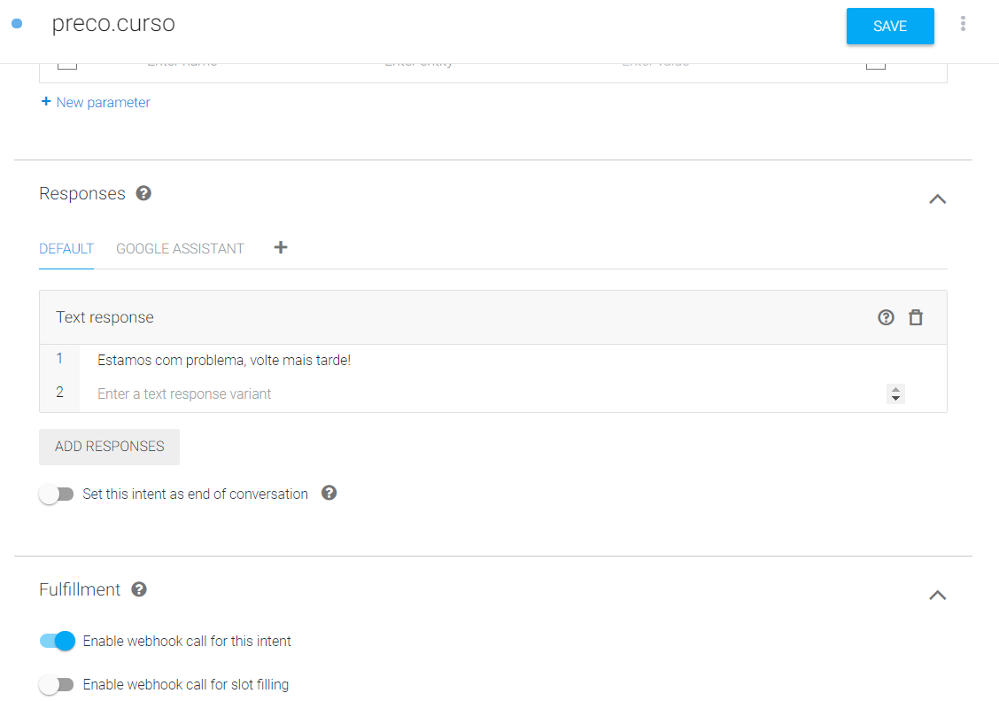 preco.curso
SAVE
Enter name Enter entity Enter value
+ New parameter
Responses ?
DEFAULT GOOGLE ASSISTANT +
Text response ?
1 Estamos com problema, volte mais tarde!
2 Enter a text response variant
ADD RESPONSES
Set this intent as end of conversation ?
Fulfillment ?
Enable webhook call for this intent
Enable webhook call for slot filling